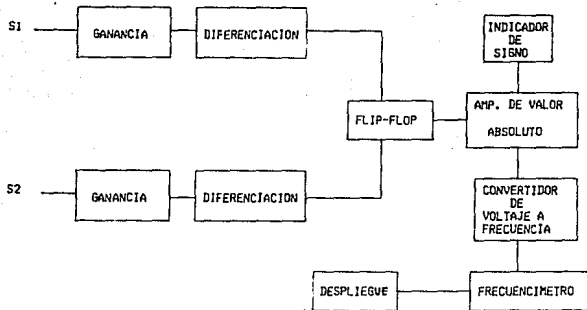 S1
GANANCIA
DIFERENCIACION
INDICADOR
DE
SIGNO
FLIP-FLOP
AMP. DE VALOR
ABSOLUTO
S2
GANANCIA
DIFERENCIACION
CONVERTIDOR
DE
VOLTAJE A
FRECUENCIA
DESPLIEGUE
FRECUENCIMETRO